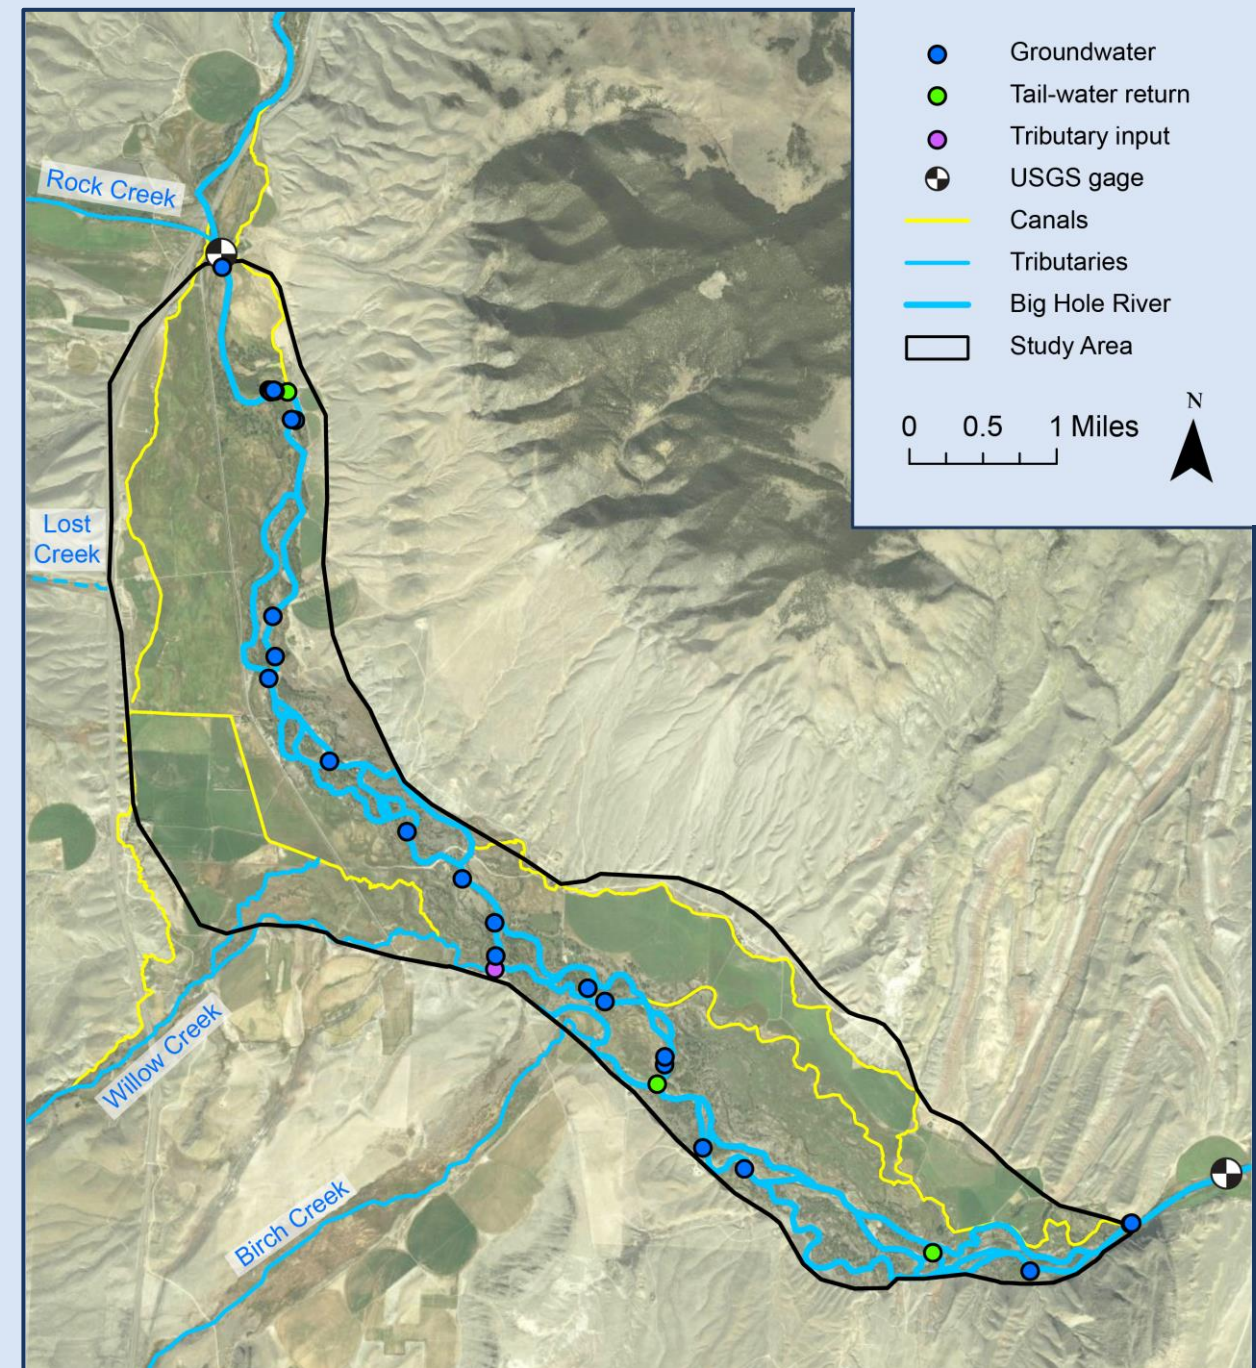 Groundwater
Tail-water return
Tributary input
USGS gage
Canals
Tributaries
Big Hole River
Study Area
0 0.5 1 Miles
N
Rock Creek
Lost
Creek
Willow Creek
Birch Creek